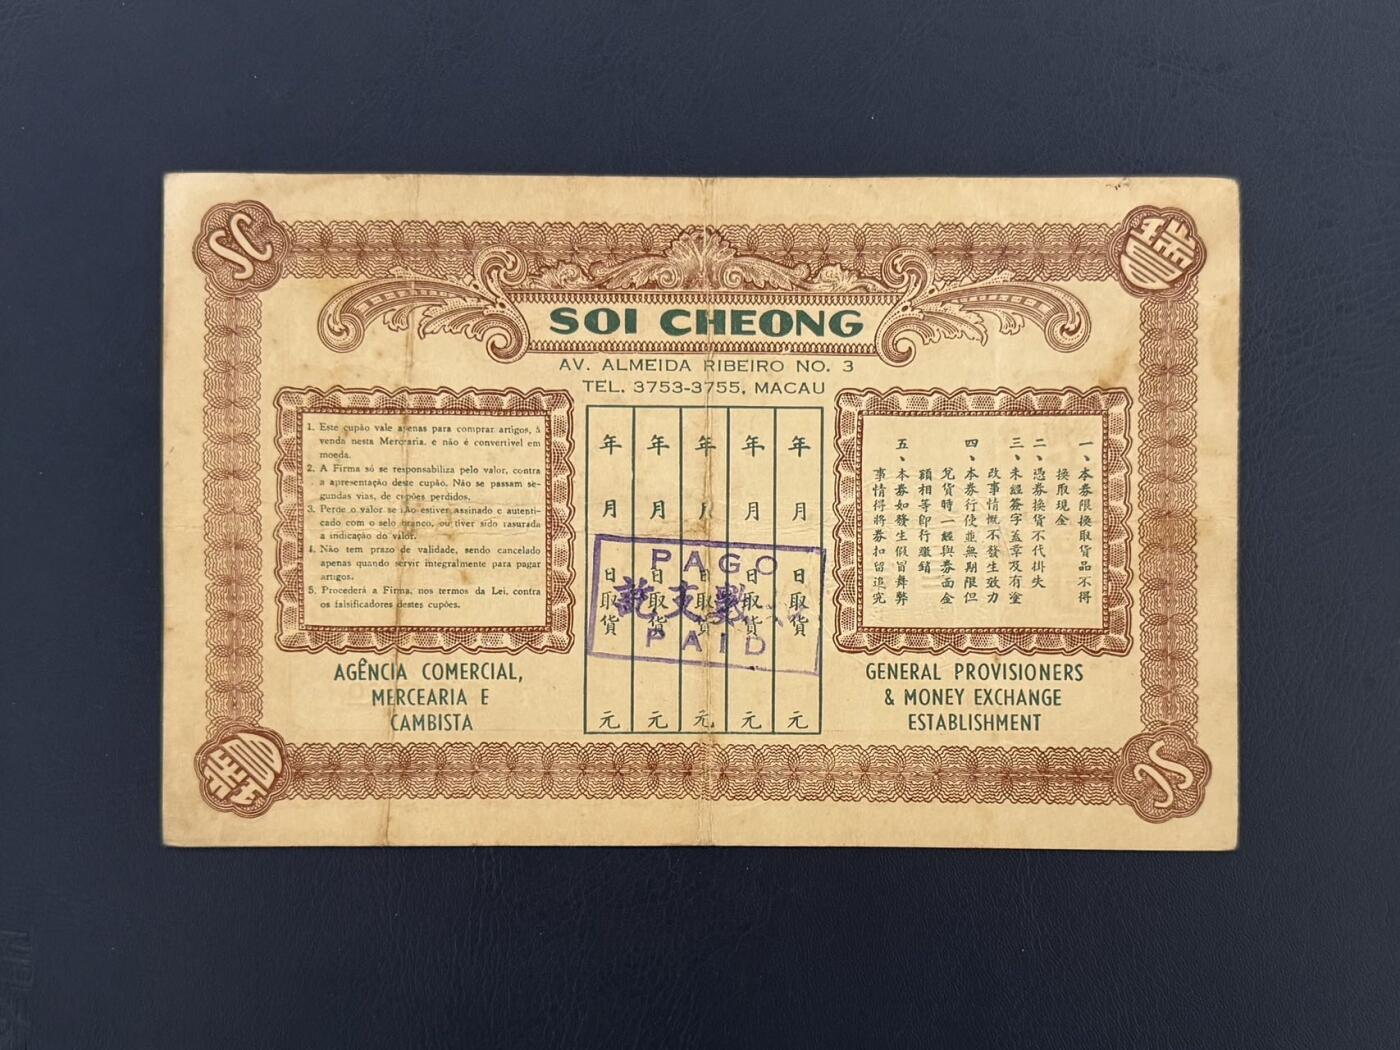 SC
SOI CHEONG
AV. ALMEIDA RIBEIRO NO. 3
TEL. 3753-3755, MACAU
1. Este cupão vale apenas para comprar artigos, à
venda nesta Mercearia. e não é convertivel em
moeda.
2. A Firma só se responsabiliza pelo valor, contra
a apresentação deste cupão. Não se passam se-
gundas vias, de cupões perdidos.
3. Perde o valor se não estiver assinado e autenti-
cado com o selo branco, ou tiver sido rasurada
a indicação do valor.
4. Não tem prazo de validade, sendo cancelado
apenas quando servir integralmente para pagar
artigos.
5. Procederá a Firma, nos termos da Lei, contra
os falsificadores destes cupões.
AGÊNCIA COMERCIAL,
MERCEARIA E
CAMBISTA
年 月 日取貨 元
年 月 日取貨 元
年 月 日取貨 元
年 月 日取貨 元
年 月 日取貨 元
PAGO
支
PAID
一、本券限換取貨品不得
換取現金
二、憑券換貨不代掛失
三、未經簽字蓋章及有塗
改事情概不發生效力
四、本券行使並無期限但
兌貨時一經與券面金
額相等即行繳銷
五、本券如發生假冒舞弊
事情得將券扣留追究
GENERAL PROVISIONERS
& MONEY EXCHANGE
ESTABLISHMENT
SC